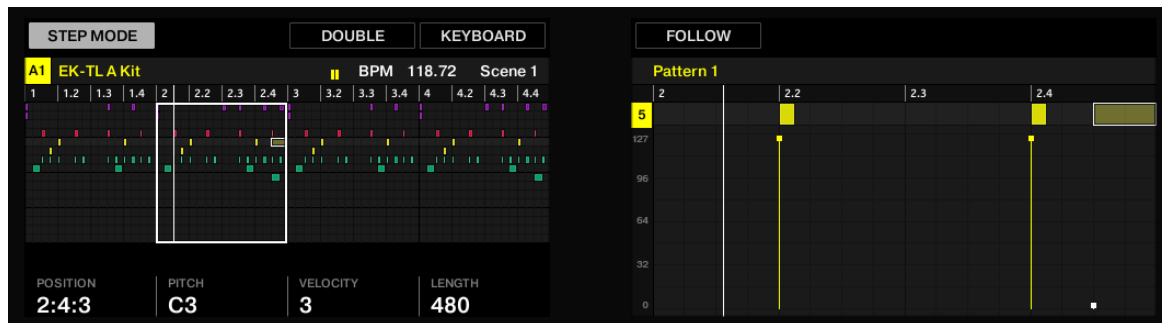 STEP MODE DOUBLE KEYBOARD
A1 EK-TL A Kit BPM 118.72 Scene 1
1 1.2 1.3 1.4 2 2.2 2.3 2.4 3 3.2 3.3 3.4 4 4.2 4.3 4.4
POSITION PITCH VELOCITY LENGTH
2:4:3 C3 3 480
FOLLOW
Pattern 1
2 2.2 2.3 2.4
5
127
96
64
32
0